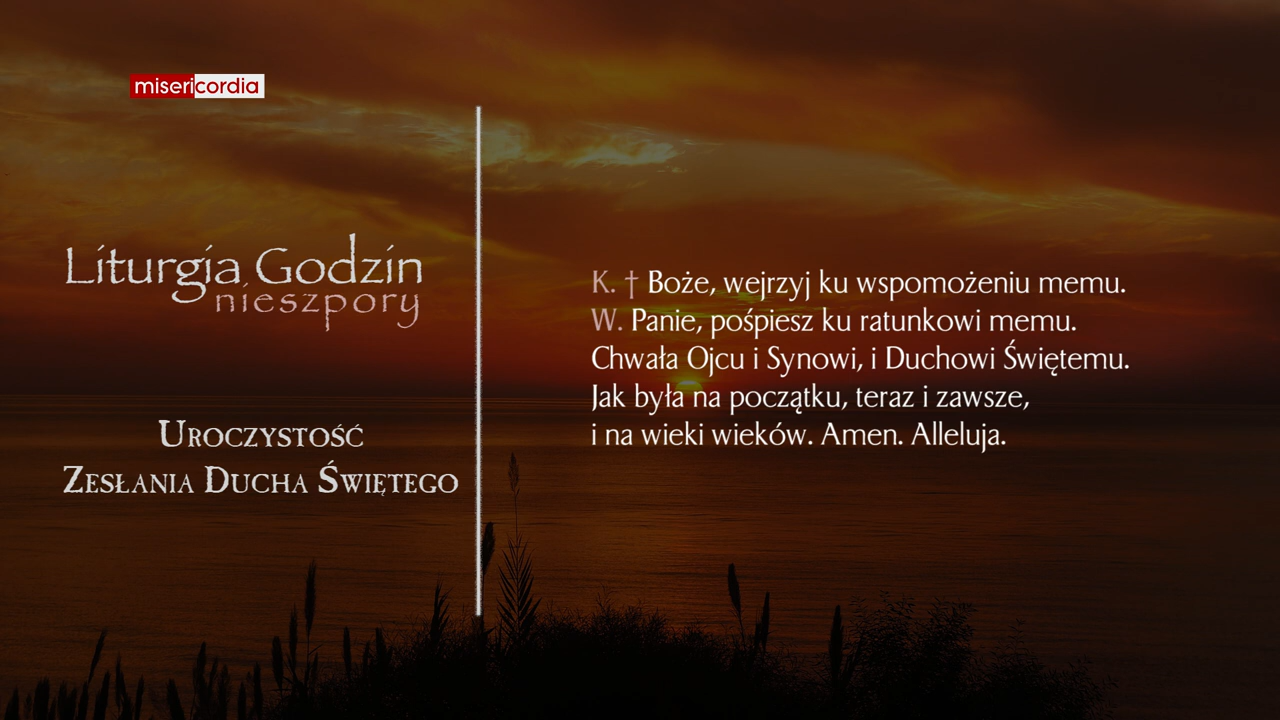 misericordia
Liturgia Godzin
nieszpory
Uroczystość
Zesłania Ducha Świętego
K. † Boże, wejrzyj ku wspomożeniu memu.
W. Panie, pośpiesz ku ratunkowi memu.
Chwała Ojcu i Synowi, i Duchowi Świętemu.
Jak była na początku, teraz i zawsze,
i na wieki wieków. Amen. Alleluja.